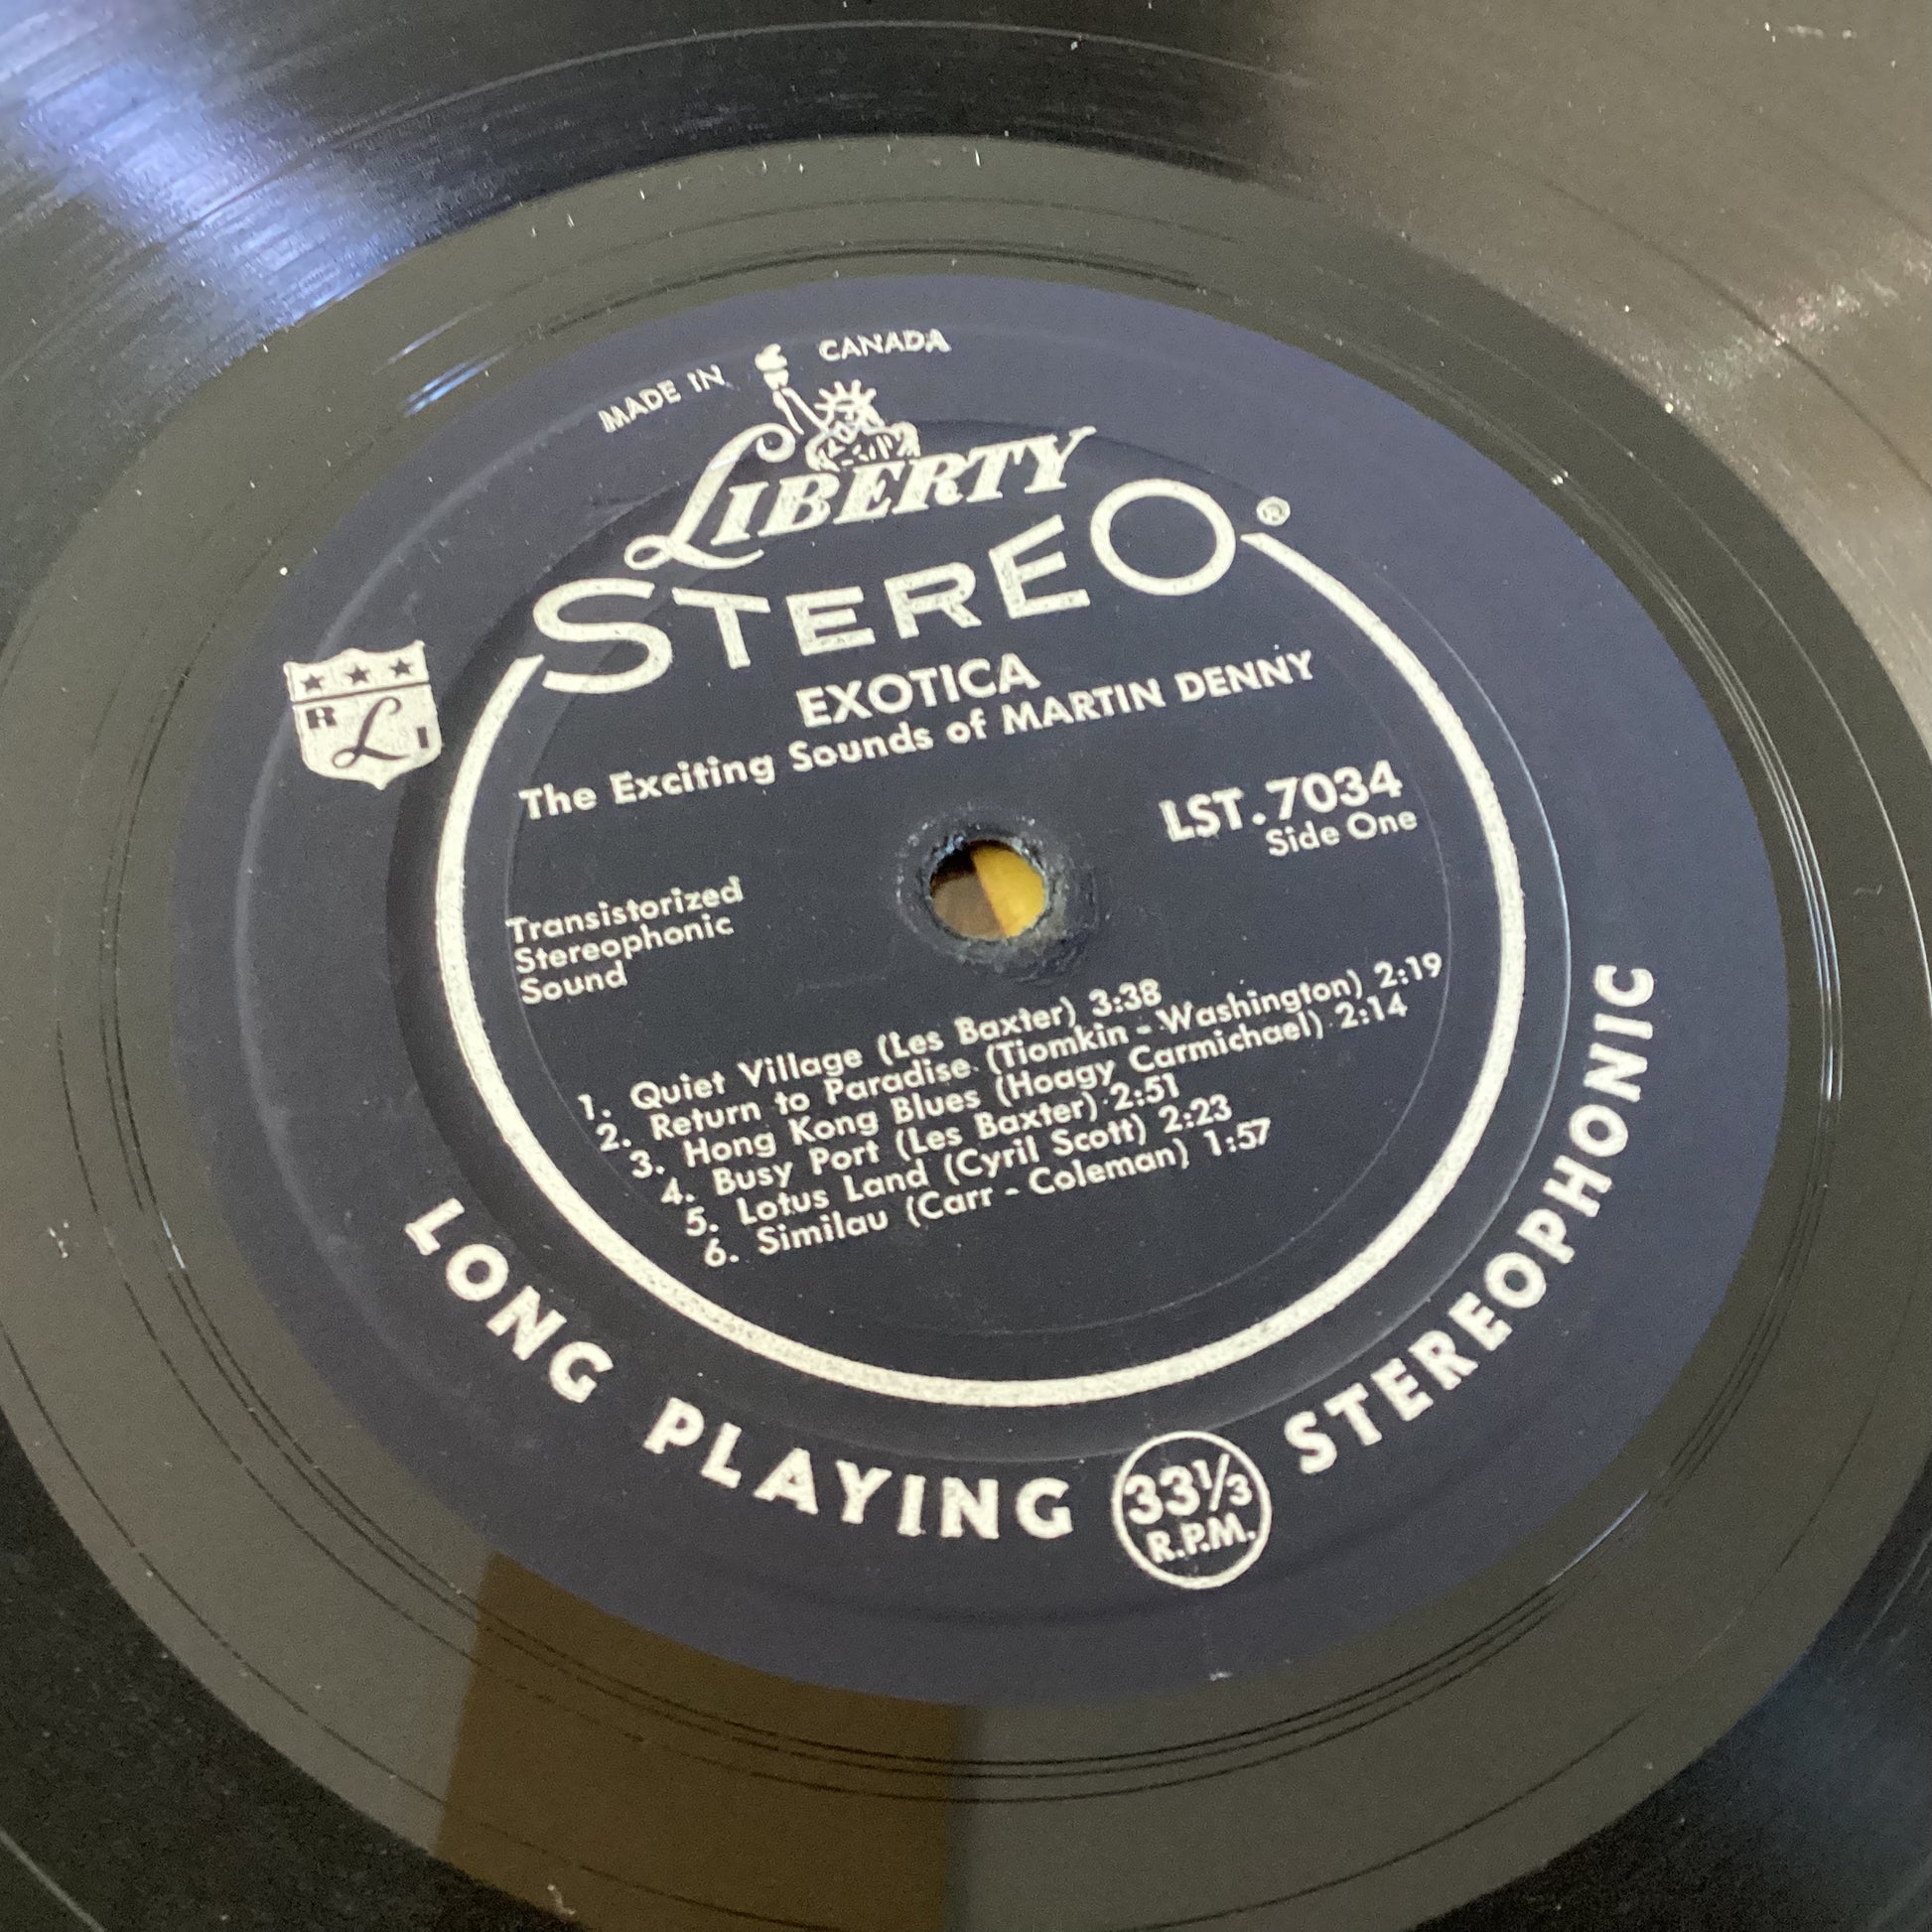 MADE IN CANADA
LIBERTY
STEREO®
R L I
EXOTICA
The Exciting Sounds of MARTIN DENNY
LST.7034
Side One
Transistorized
Stereophonic
Sound
1. Quiet Village (Les Baxter) 3:38
2. Return to Paradise (Tiomkin - Washington) 2:19
3. Hong Kong Blues (Hoagy Carmichael) 2:14
4. Busy Port (Les Baxter) 2:51
5. Lotus Land (Cyril Scott) 2:23
6. Similau (Carr - Coleman) 1:57
LONG PLAYING 33⅓ R.P.M. STEREOPHONIC